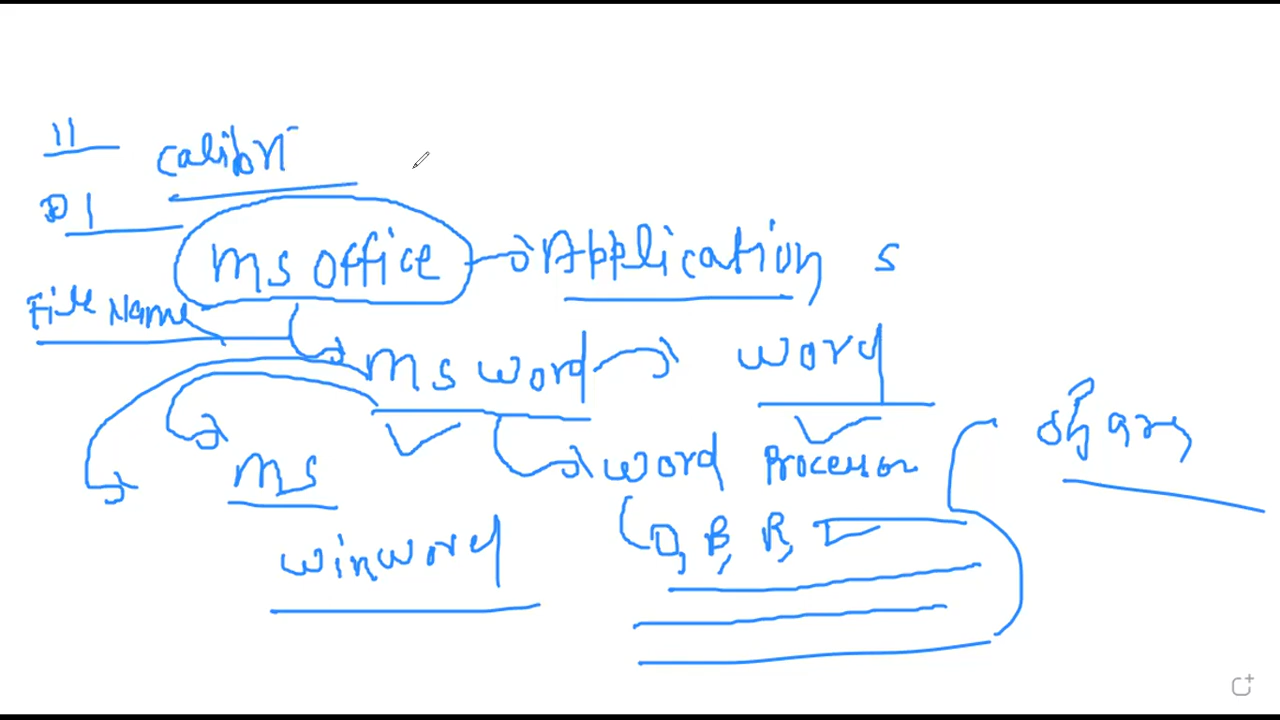 11
calibri
D1
MS Office Application s
File Name
MS Word Word
MS Word Processor
D, B, R,
winword